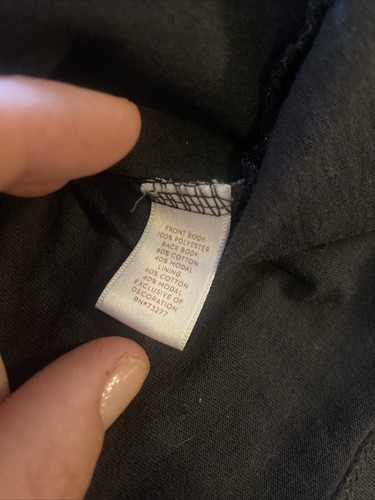 FRONT BODY:
100% POLYESTER
BACK BODY:
60% COTTON
40% MODAL
LINING:
60% COTTON
40% MODAL
EXCLUSIVE OF
DECORATION
RN#73277